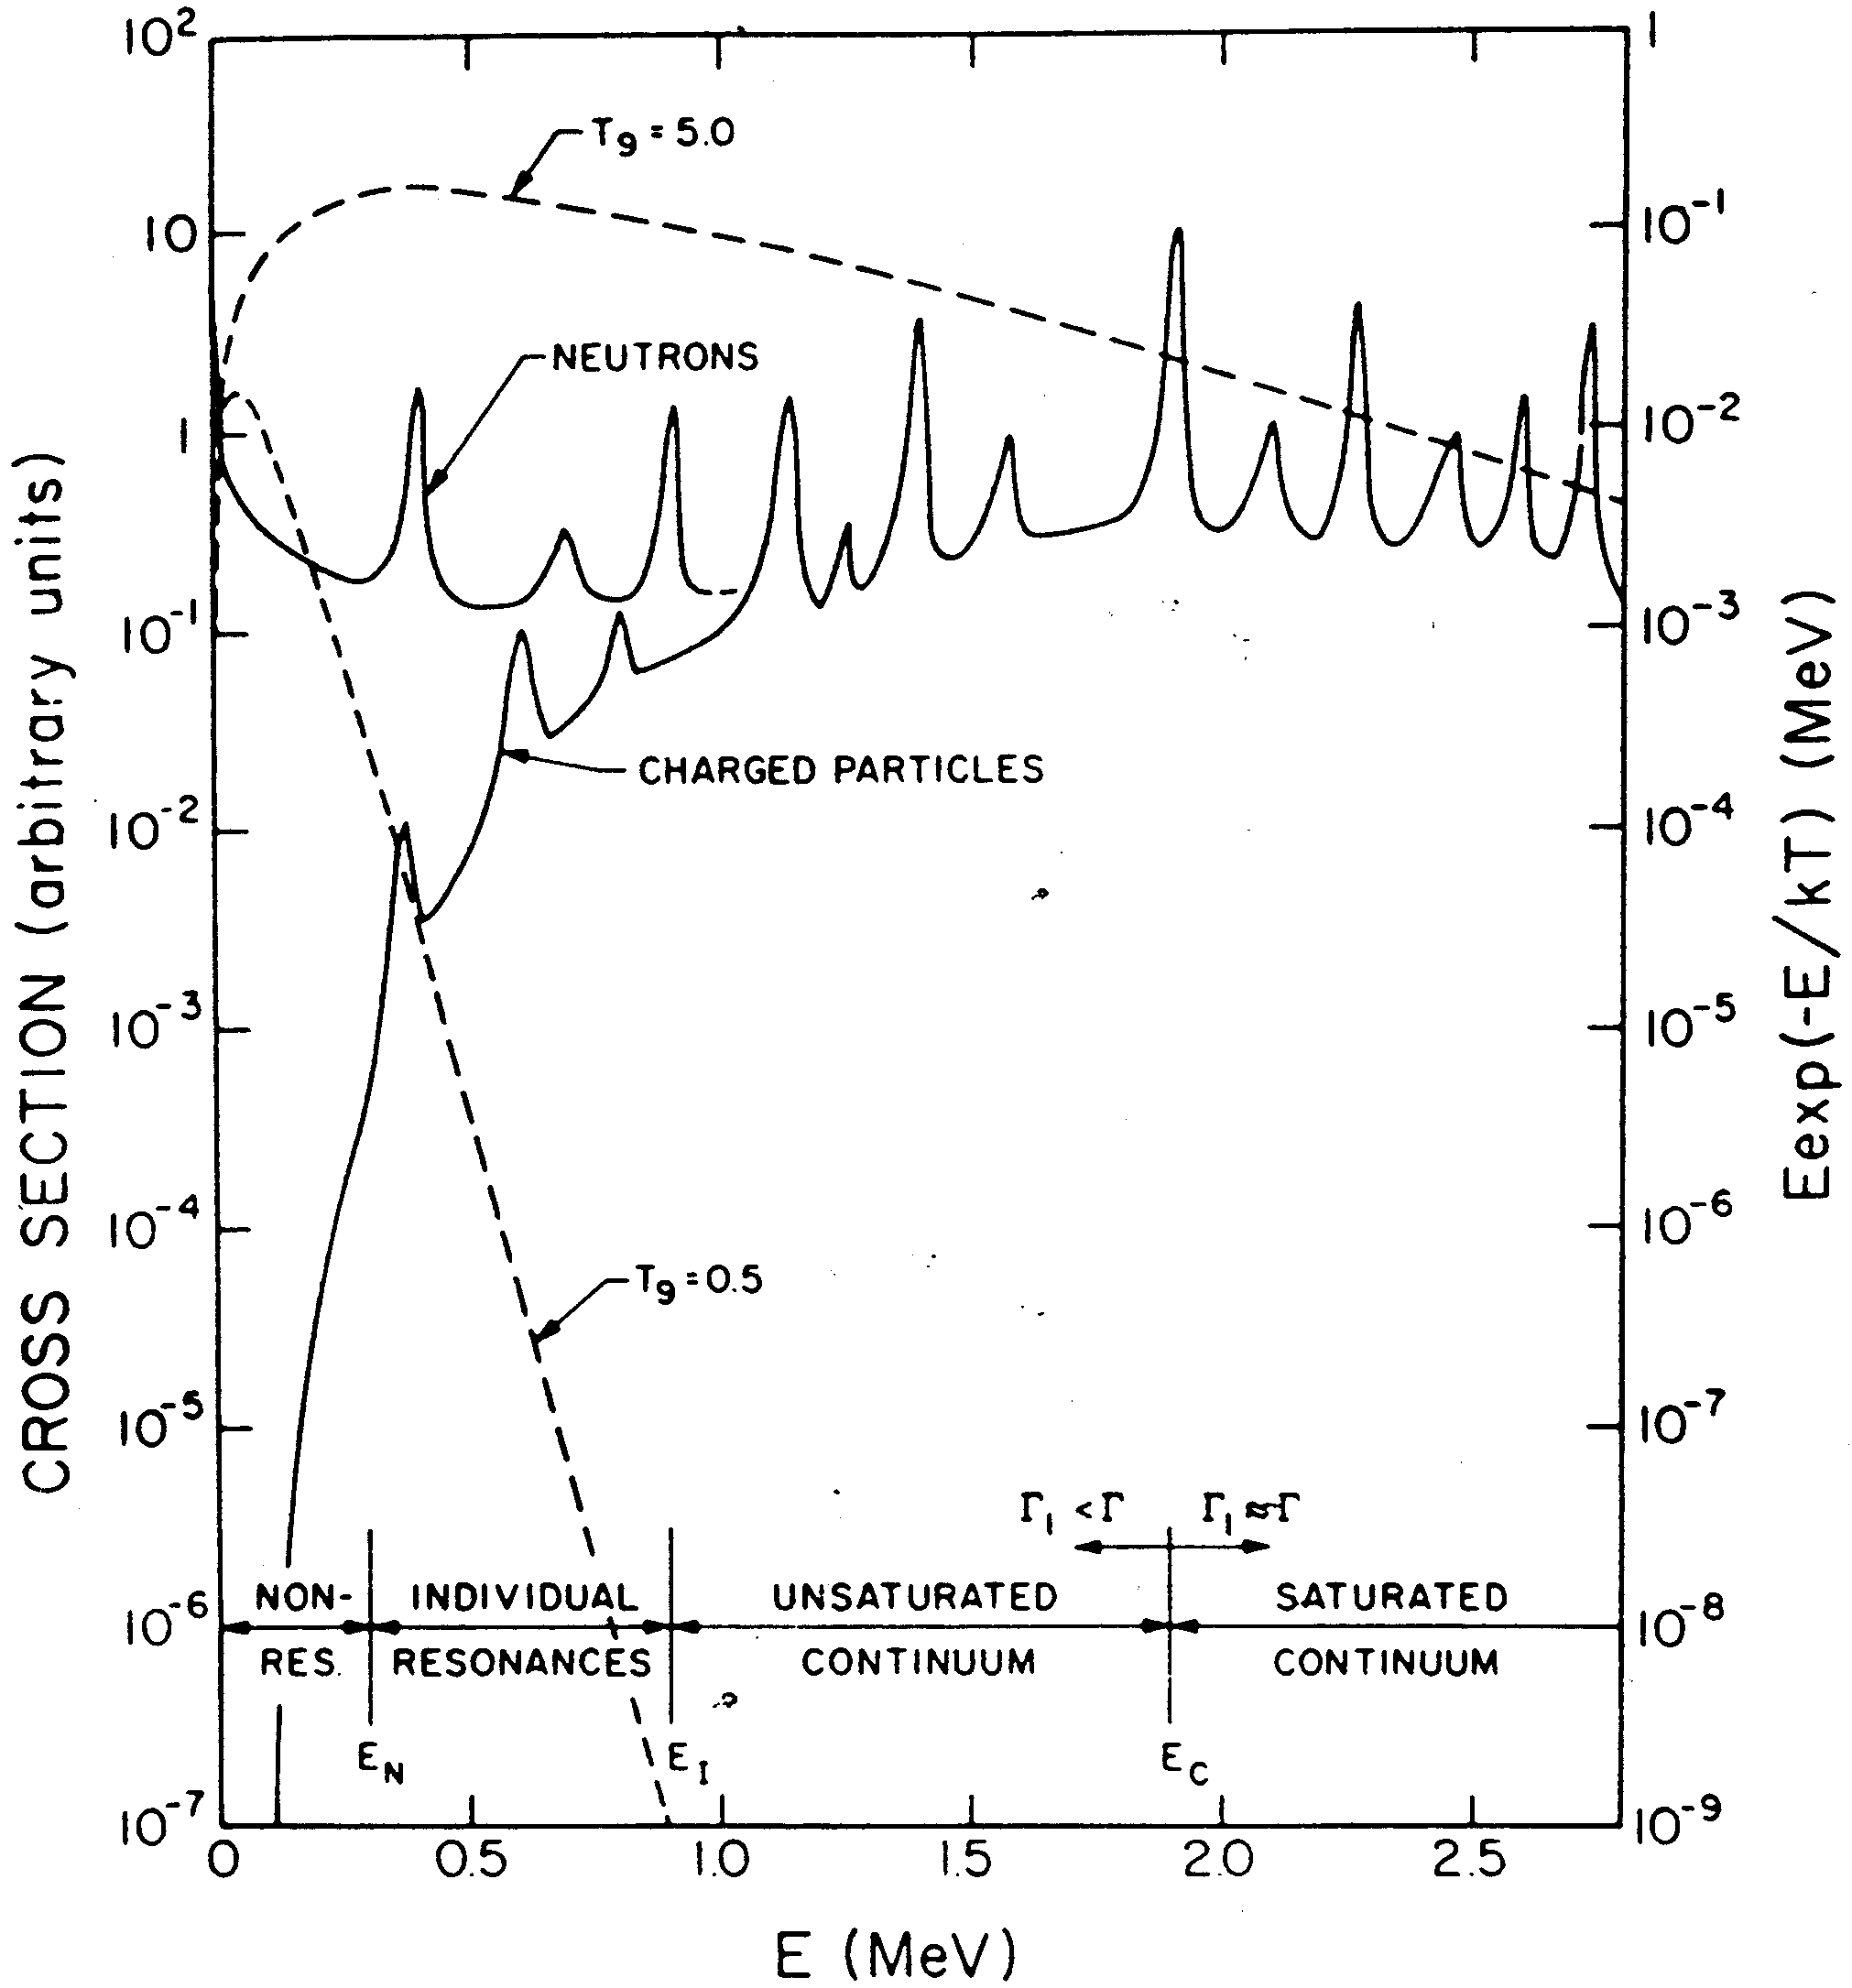 10² 1
T₉ = 5.0
10 10⁻¹
NEUTRONS
1 10⁻²
10⁻¹ 10⁻³
CHARGED PARTICLES
10⁻² 10⁻⁴
10⁻³ 10⁻⁵
10⁻⁴ 10⁻⁶
T₉ = 0.5
10⁻⁵ 10⁻⁷
Γ₁ < Γ Γ₁ ≈ Γ
NON- INDIVIDUAL UNSATURATED SATURATED
10⁻⁶ 10⁻⁸
RES. RESONANCES CONTINUUM CONTINUUM
E_N E_I E_C
10⁻⁷ 10⁻⁹
0 0.5 1.0 1.5 2.0 2.5
E (MeV)
CROSS SECTION (arbitrary units)
Eexp(-E/kT) (MeV)